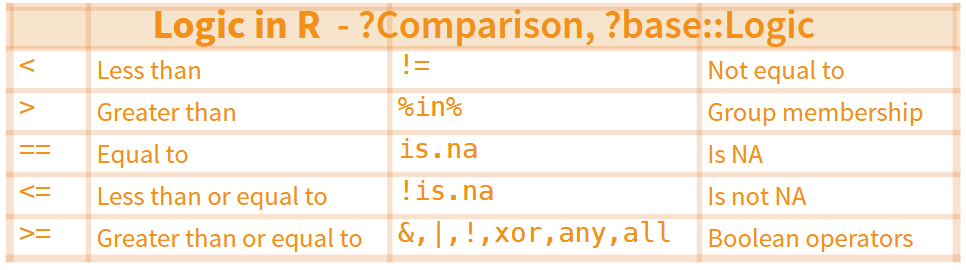 Logic in R - ?Comparison, ?base::Logic
< Less than != Not equal to
> Greater than %in% Group membership
== Equal to is.na Is NA
<= Less than or equal to !is.na Is not NA
>= Greater than or equal to &,|,!,xor,any,all Boolean operators